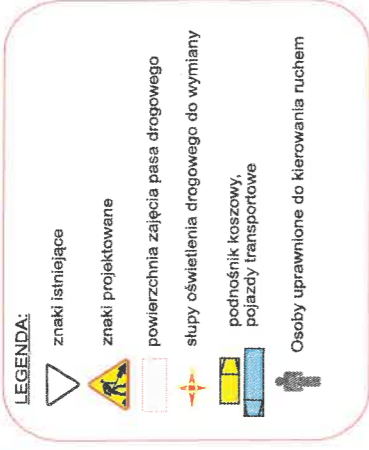 LEGENDA:
znaki istniejące
znaki projektowane
powierzchnia zajęcia pasa drogowego
słupy oświetlenia drogowego do wymiany
podnośnik koszowy,
pojazdy transportowe
Osoby uprawnione do kierowania ruchem